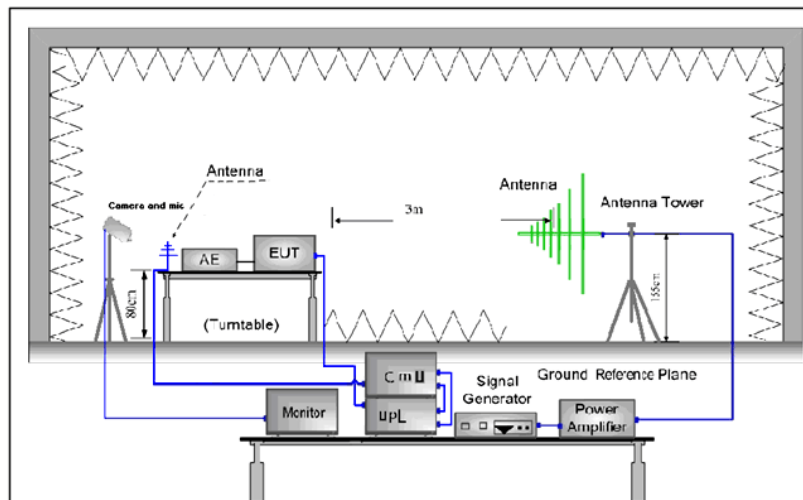 Antenna
Camera and mic
AE
EUT
3m
Antenna
Antenna Tower
80cm
155cm
(Turntable)
Cmu
upL
Monitor
Signal
Generator
Ground Reference Plane
Power
Amplifier